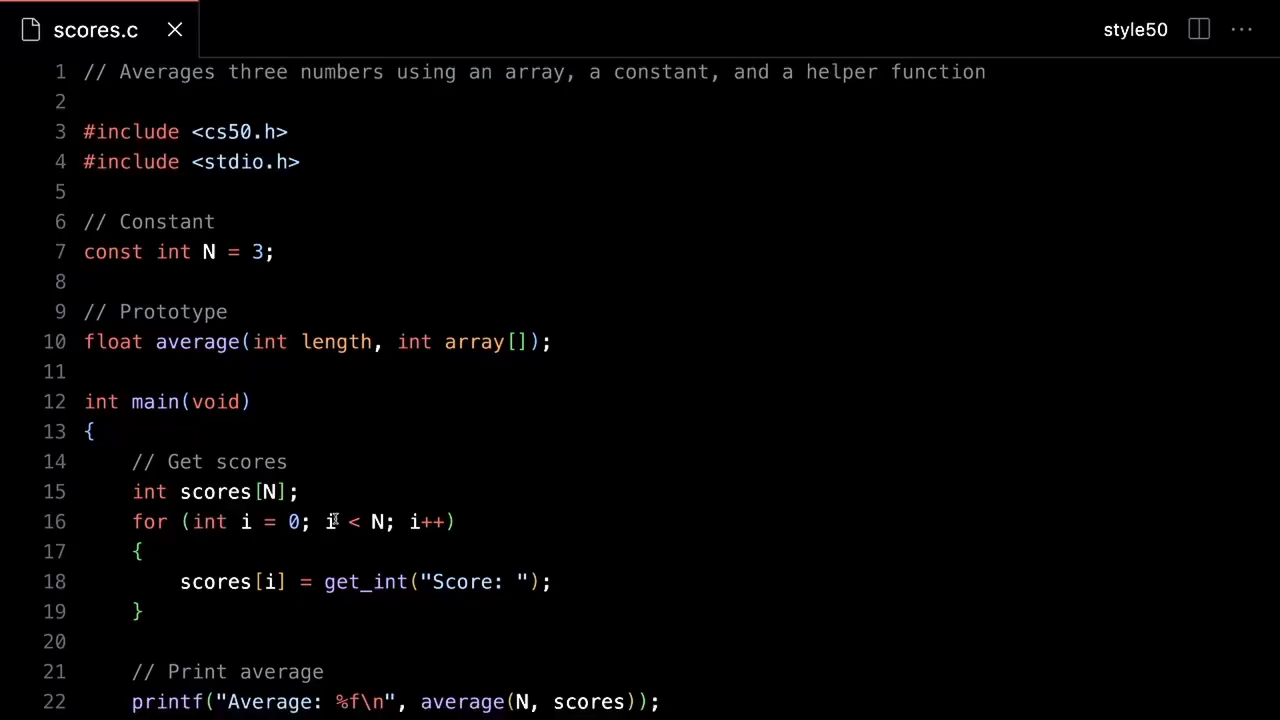 scores.c
style50
1 // Averages three numbers using an array, a constant, and a helper function
2
3 #include <cs50.h>
4 #include <stdio.h>
5
6 // Constant
7 const int N = 3;
8
9 // Prototype
10 float average(int length, int array[]);
11
12 int main(void)
13 {
14     // Get scores
15     int scores[N];
16     for (int i = 0; i < N; i++)
17     {
18         scores[i] = get_int("Score: ");
19     }
20
21     // Print average
22     printf("Average: %f\n", average(N, scores));